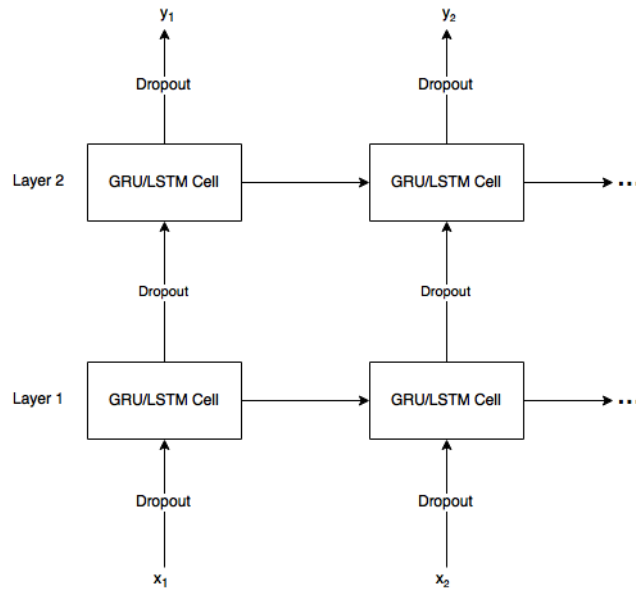 y₁ y₂
Dropout Dropout
Layer 2 GRU/LSTM Cell GRU/LSTM Cell ...
Dropout Dropout
Layer 1 GRU/LSTM Cell GRU/LSTM Cell ...
Dropout Dropout
x₁ x₂